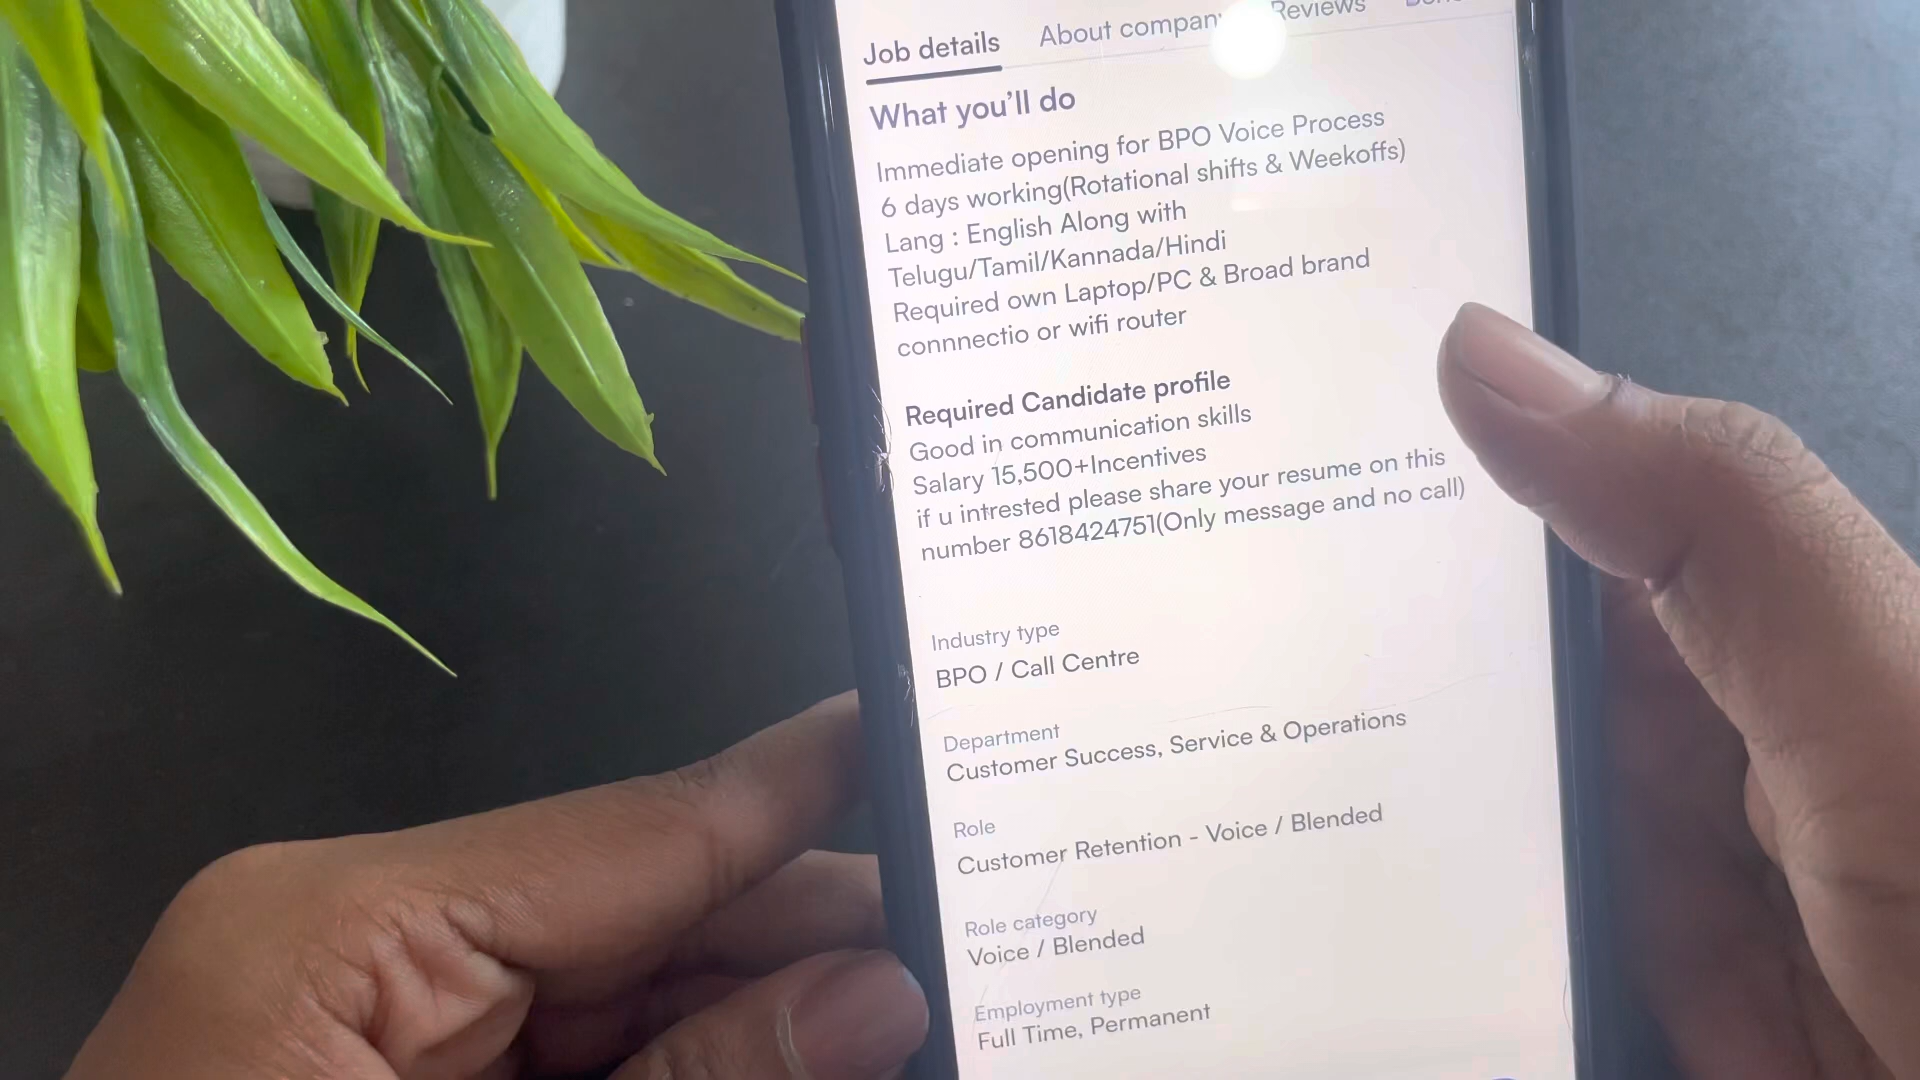 Job details About company Reviews
What you'll do
Immediate opening for BPO Voice Process
6 days working(Rotational shifts & Weekoffs)
Lang : English Along with
Telugu/Tamil/Kannada/Hindi
Required own Laptop/PC & Broad brand
connnectio or wifi router
Required Candidate profile
Good in communication skills
Salary 15,500+Incentives
if u intrested please share your resume on this
number 8618424751(Only message and no call)
Industry type
BPO / Call Centre
Department
Customer Success, Service & Operations
Role
Customer Retention - Voice / Blended
Role category
Voice / Blended
Employment type
Full Time, Permanent